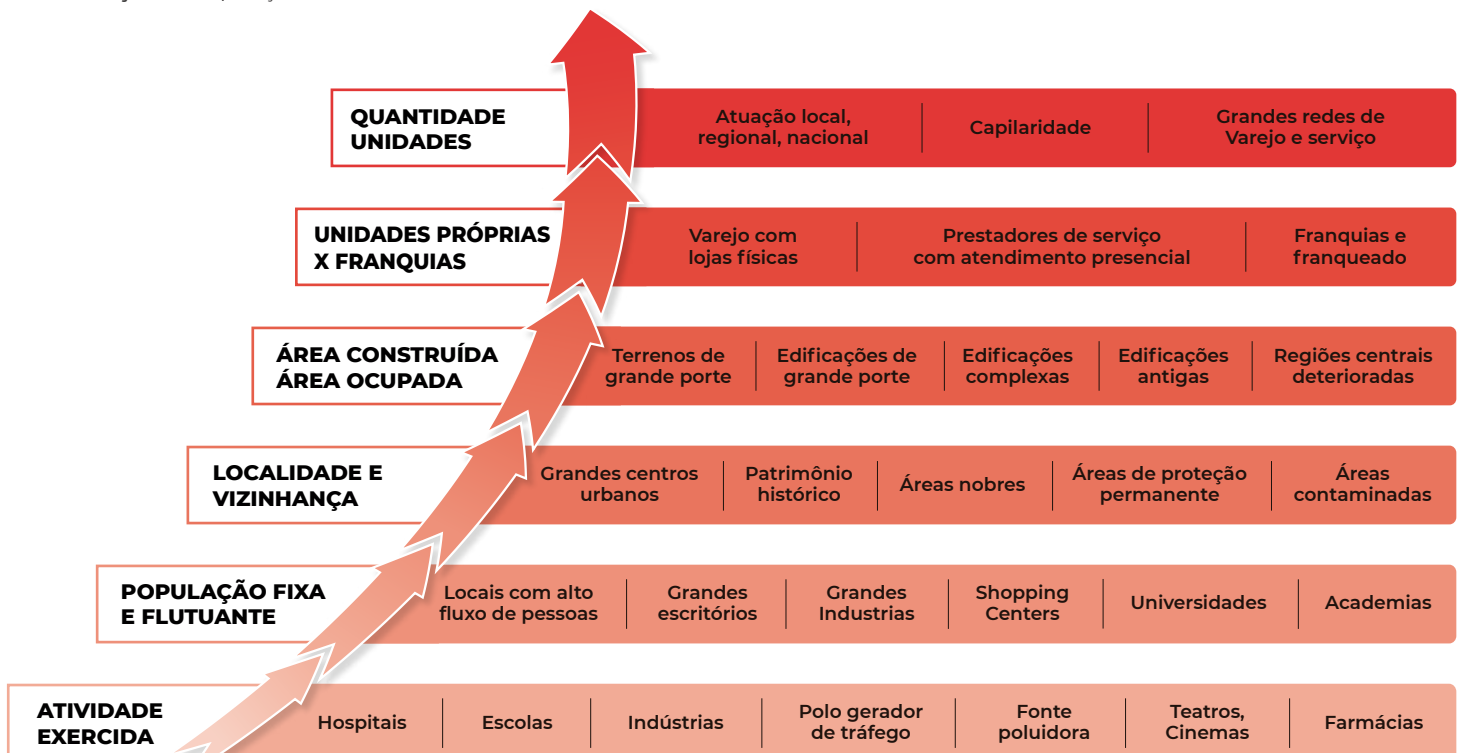 QUANTIDADE
UNIDADES
Atuação local,
regional, nacional
Capilaridade
Grandes redes de
Varejo e serviço
UNIDADES PRÓPRIAS
X FRANQUIAS
Varejo com
lojas físicas
Prestadores de serviço
com atendimento presencial
Franquias e
franqueado
ÁREA CONSTRUÍDA
ÁREA OCUPADA
Terrenos de
grande porte
Edificações de
grande porte
Edificações
complexas
Edificações
antigas
Regiões centrais
deterioradas
LOCALIDADE E
VIZINHANÇA
Grandes centros
urbanos
Patrimônio
histórico
Áreas nobres
Áreas de proteção
permanente
Áreas
contaminadas
POPULAÇÃO FIXA
E FLUTUANTE
Locais com alto
fluxo de pessoas
Grandes
escritórios
Grandes
Industrias
Shopping
Centers
Universidades
Academias
ATIVIDADE
EXERCIDA
Hospitais
Escolas
Indústrias
Polo gerador
de tráfego
Fonte
poluidora
Teatros,
Cinemas
Farmácias